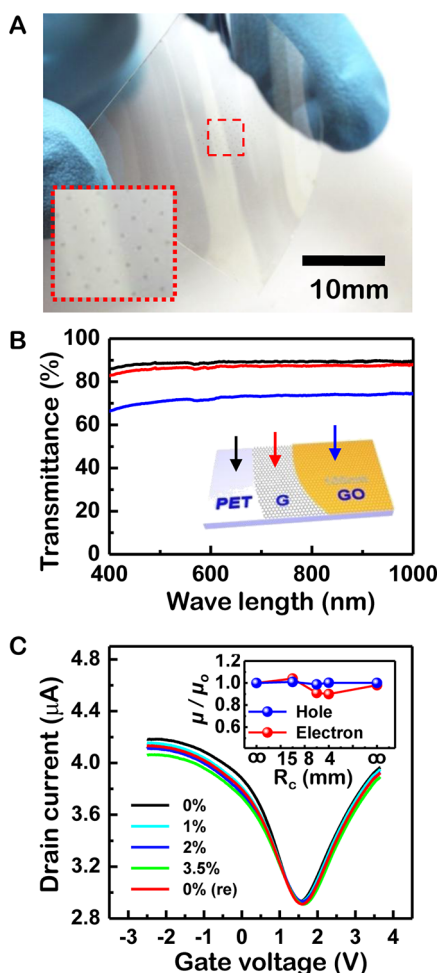 A
10mm
B
Transmittance (%)
100
80
60
40
20
0
PET G GO
400 600 800 1000
Wave length (nm)
C
Drain current (μA)
4.8
4.4
4.0
3.6
3.2
2.8
μ / μo
1.2
1.0
0.8
0.6
Hole
Electron
∞ 15 8 4 ∞
Rc (mm)
0%
1%
2%
3.5%
0% (re)
-3 -2 -1 0 1 2 3 4 5
Gate voltage (V)